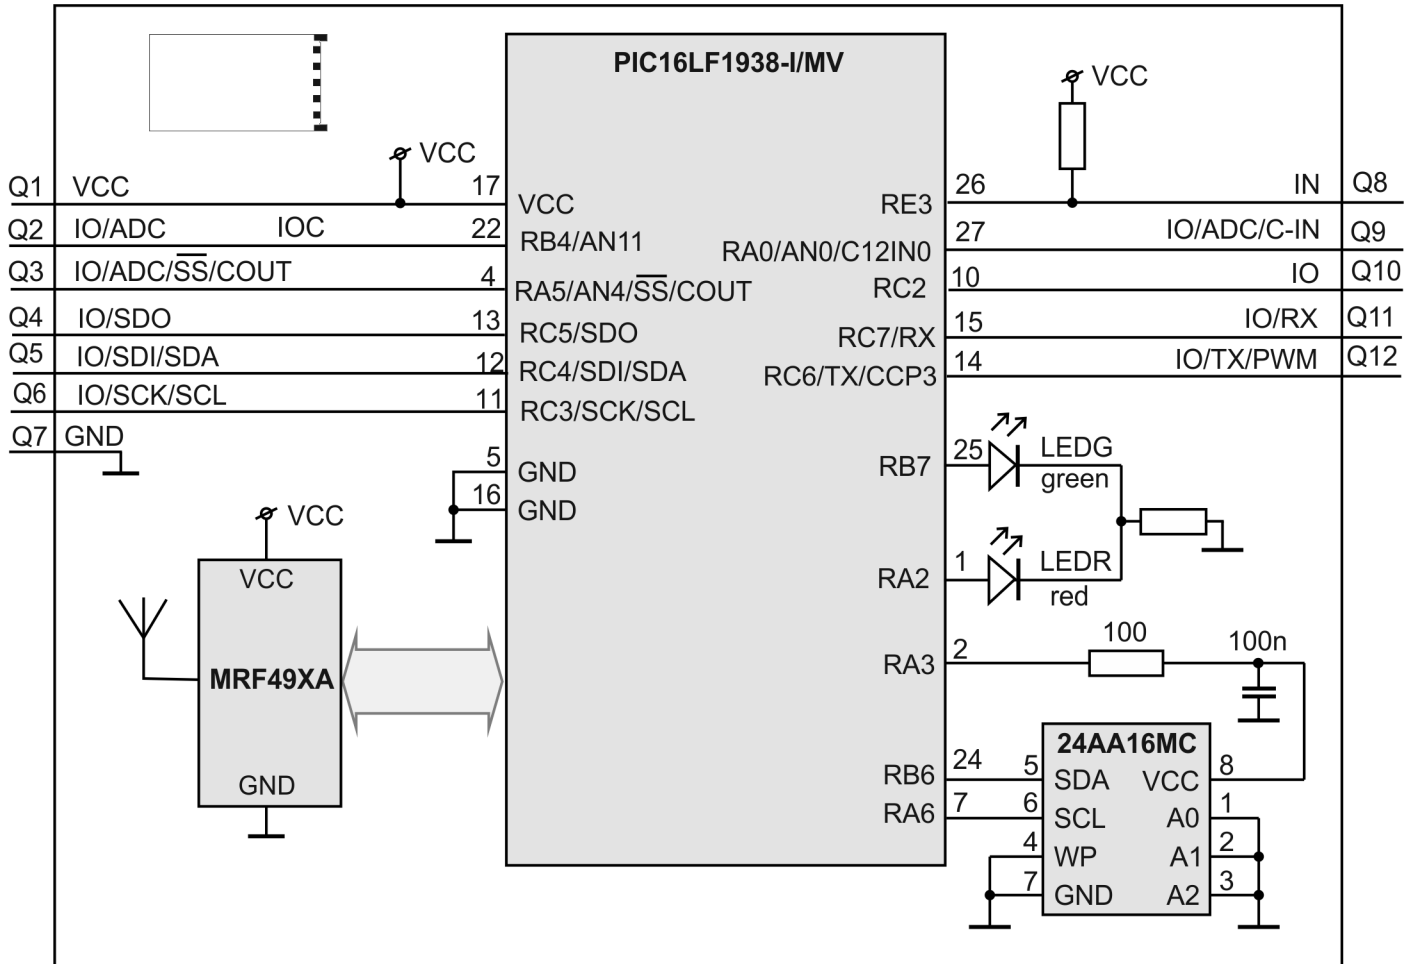 PIC16LF1938-I/MV
VCC
VCC
Q1 VCC 17 VCC
Q2 IO/ADC IOC 22 RB4/AN11
Q3 IO/ADC/S̅S̅/COUT 4 RA5/AN4/S̅S̅/COUT
Q4 IO/SDO 13 RC5/SDO
Q5 IO/SDI/SDA 12 RC4/SDI/SDA
Q6 IO/SCK/SCL 11 RC3/SCK/SCL
Q7 GND
5 GND
16 GND
RE3 26 IN Q8
RA0/AN0/C12IN0 27 IO/ADC/C-IN Q9
RC2 10 IO Q10
RC7/RX 15 IO/RX Q11
RC6/TX/CCP3 14 IO/TX/PWM Q12
RB7 25 LEDG
green
RA2 1 LEDR
red
RA3 2 100 100n
VCC
VCC
MRF49XA
GND
24AA16MC
RB6 24 5 SDA VCC 8
RA6 7 6 SCL A0 1
4 WP A1 2
7 GND A2 3